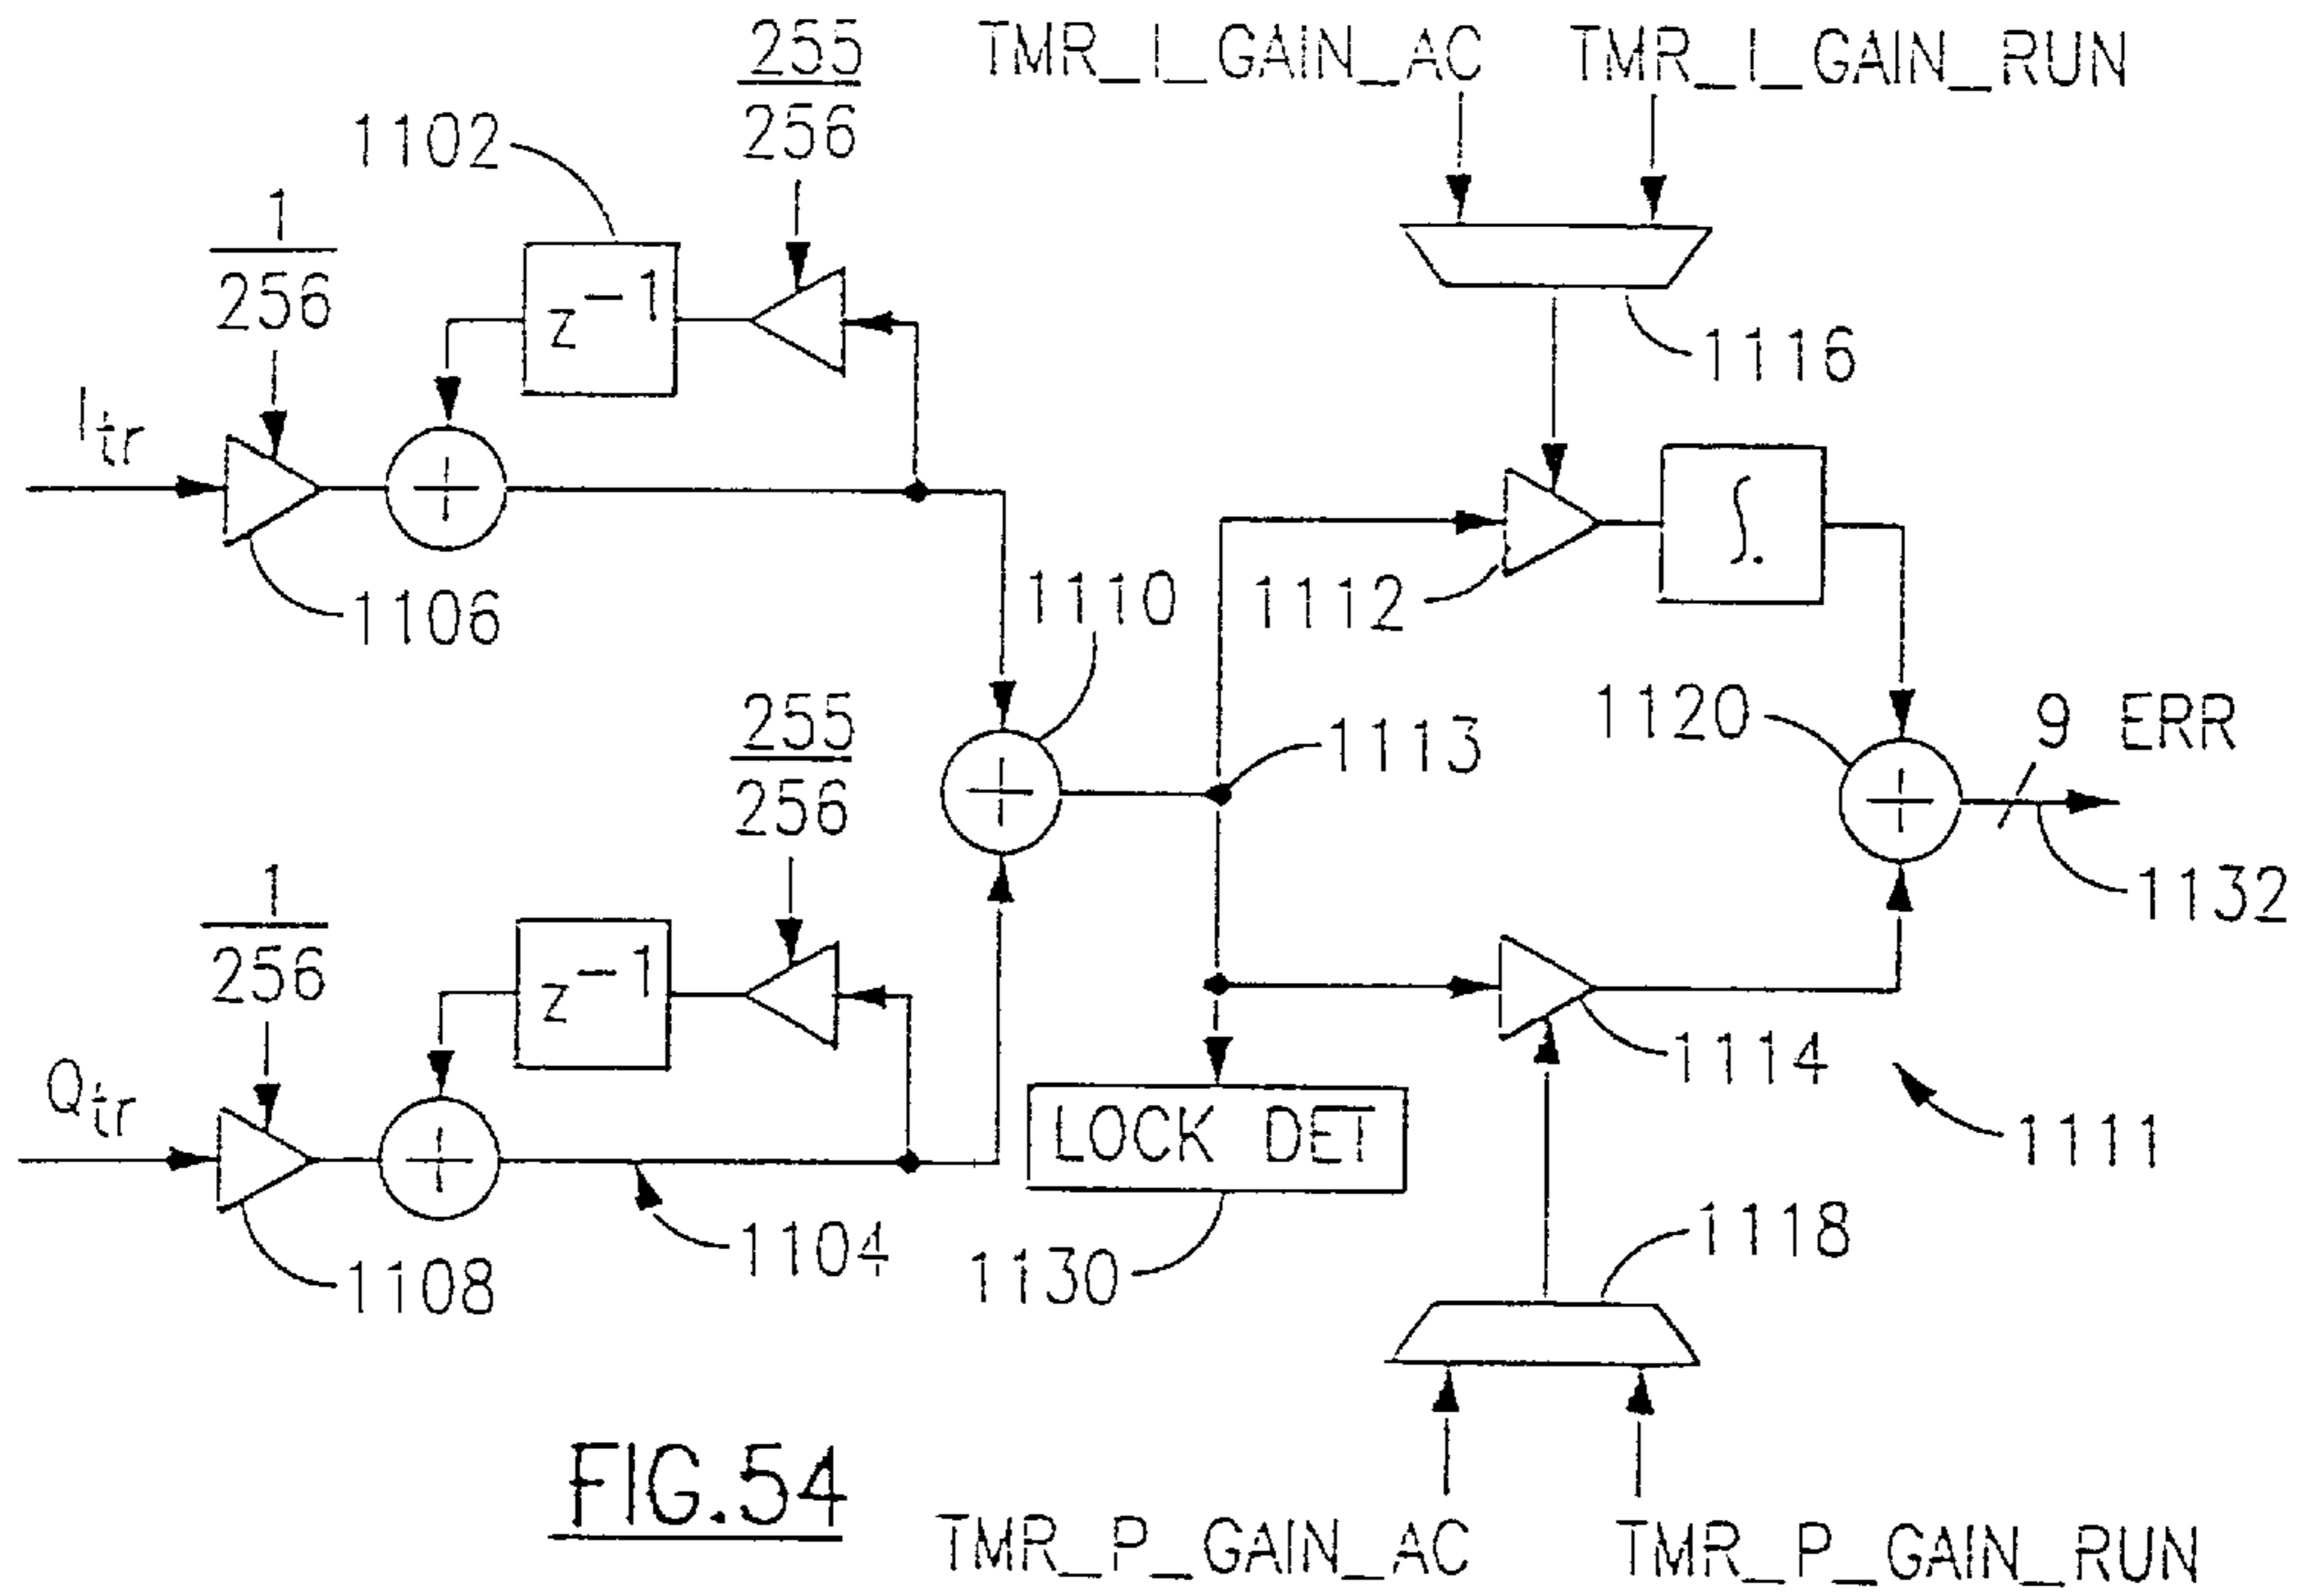 255
256
TMR_I_GAIN_AC
TMR_I_GAIN_RUN
1102
1
256
z⁻¹
1116
I_tr
1106
1110
1112
∫.
1113
1120
9 ERR
1132
255
256
1
256
z⁻¹
Q_tr
1108
1104
LOCK DET
1130
1114
1111
1118
FIG.54
TMR_P_GAIN_AC
TMR_P_GAIN_RUN